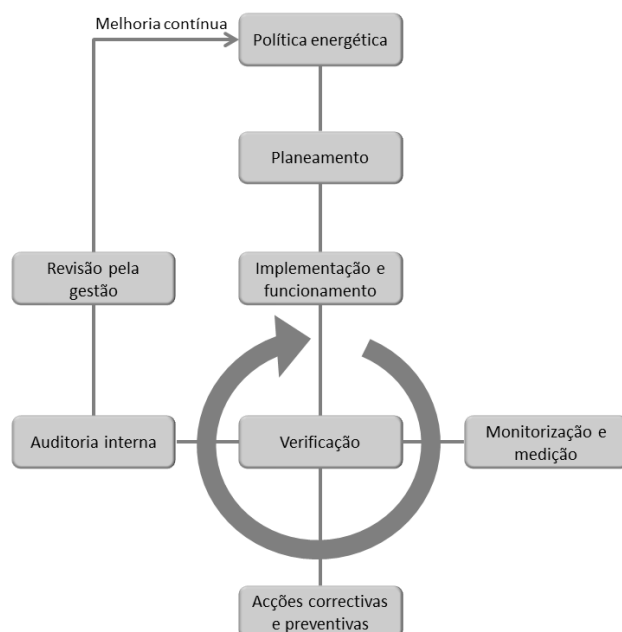 Melhoria contínua
Política energética
Planeamento
Revisão pela
gestão
Implementação e
funcionamento
Auditoria interna
Verificação
Monitorização e
medição
Acções correctivas
e preventivas